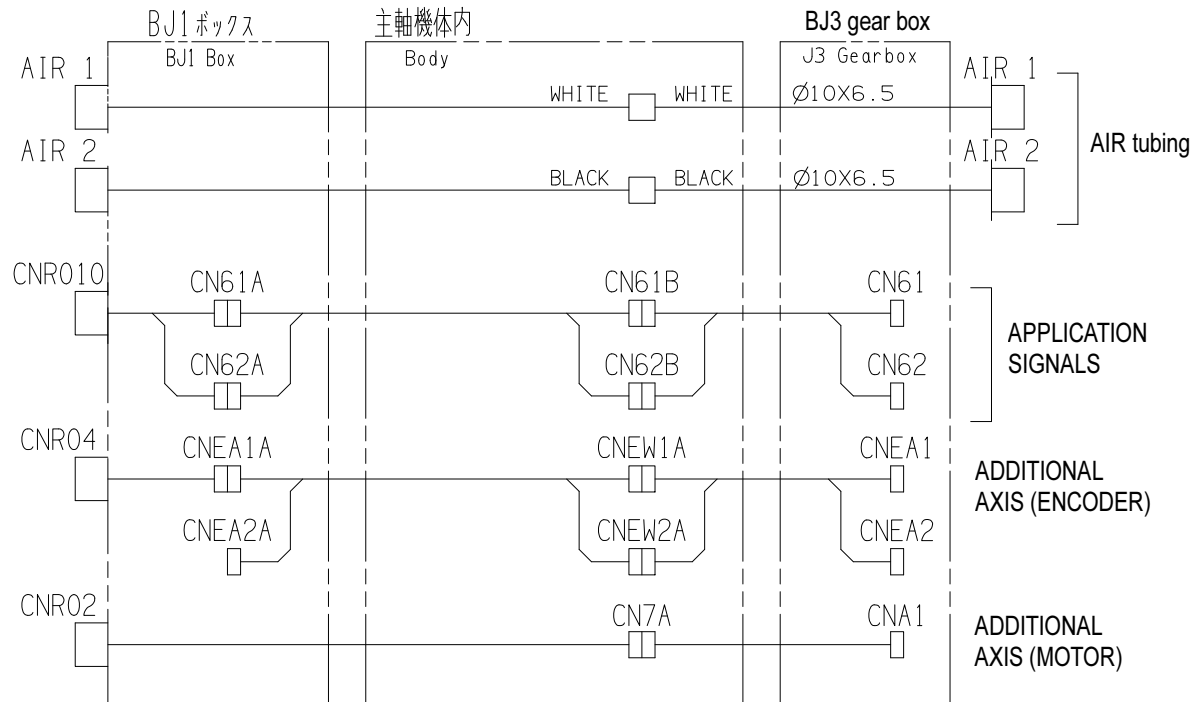 BJ1ボックス
BJ1 Box
主軸機体内
Body
BJ3 gear box
J3 Gearbox
AIR 1
WHITE
WHITE
Ø10X6.5
AIR 1
AIR 2
BLACK
BLACK
Ø10X6.5
AIR 2
AIR tubing
CNR010
CN61A
CN61B
CN61
CN62A
CN62B
CN62
APPLICATION
SIGNALS
CNR04
CNEA1A
CNEW1A
CNEA1
CNEA2A
CNEW2A
CNEA2
ADDITIONAL
AXIS (ENCODER)
CNR02
CN7A
CNA1
ADDITIONAL
AXIS (MOTOR)